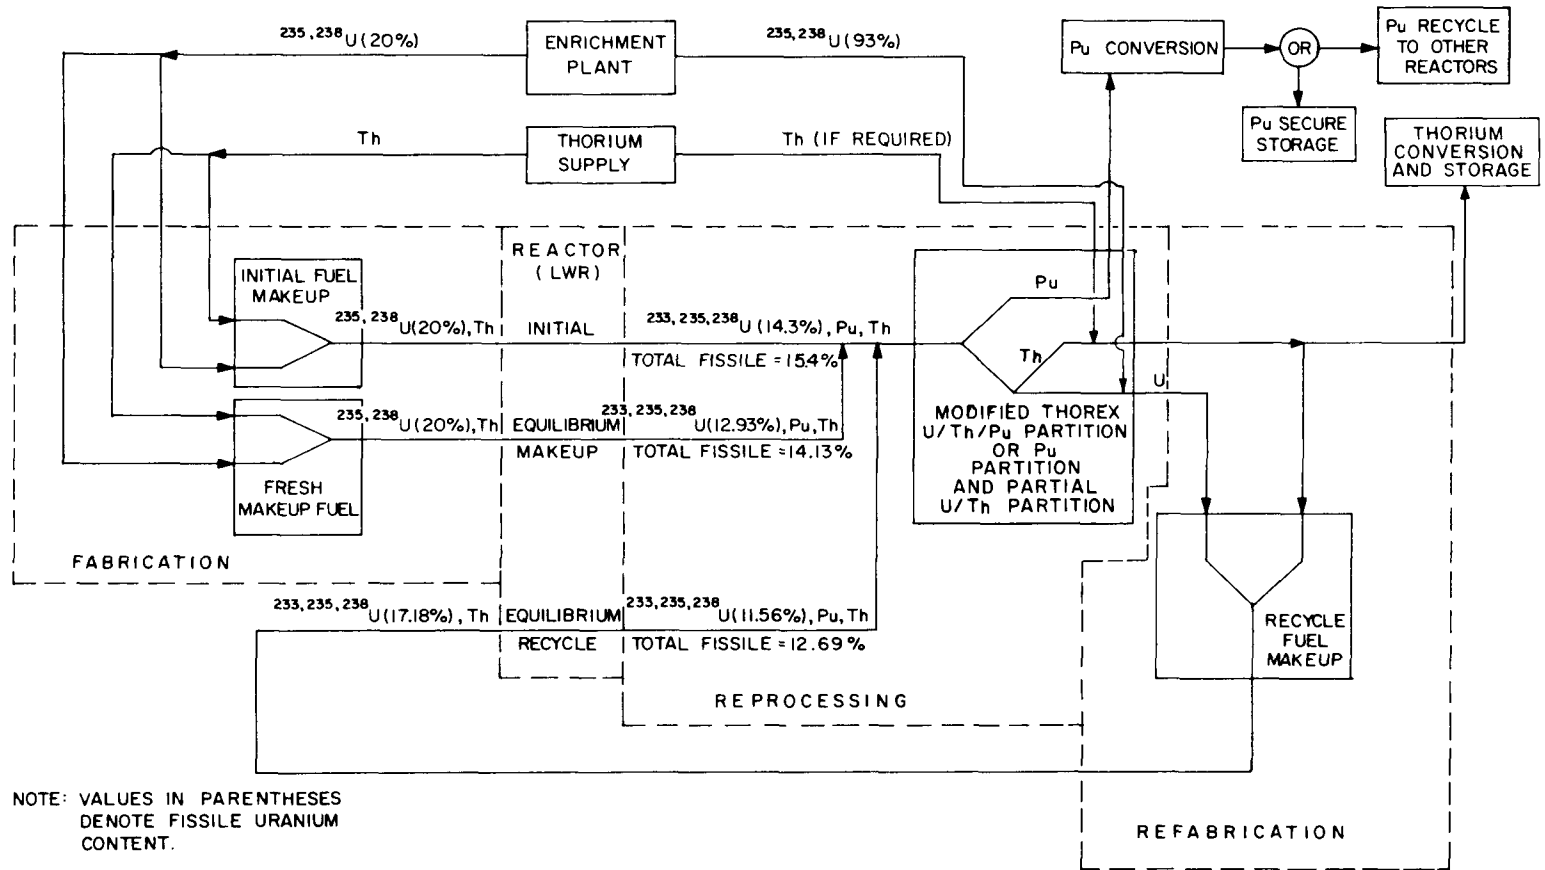 235,238U(20%)
ENRICHMENT
PLANT
235,238U(93%)
Pu CONVERSION
OR
Pu RECYCLE
TO OTHER
REACTORS
Pu SECURE
STORAGE
THORIUM
CONVERSION
AND STORAGE
Th
THORIUM
SUPPLY
Th (IF REQUIRED)
REACTOR
(LWR)
INITIAL FUEL
MAKEUP
235,238U(20%),Th
INITIAL
233,235,238U(14.3%), Pu, Th
TOTAL FISSILE = 15.4%
Pu
Th
U
235,238U(20%),Th
EQUILIBRIUM
MAKEUP
233,235,238U(12.93%),Pu,Th
TOTAL FISSILE =14.13%
FRESH
MAKEUP FUEL
MODIFIED THOREX
U/Th/Pu PARTITION
OR Pu
PARTITION
AND PARTIAL
U/Th PARTITION
FABRICATION
233,235,238U(17.18%), Th
EQUILIBRIUM
RECYCLE
233,235,238U(11.56%), Pu, Th
TOTAL FISSILE =12.69%
RECYCLE
FUEL
MAKEUP
REPROCESSING
NOTE: VALUES IN PARENTHESES
DENOTE FISSILE URANIUM
CONTENT.
REFABRICATION